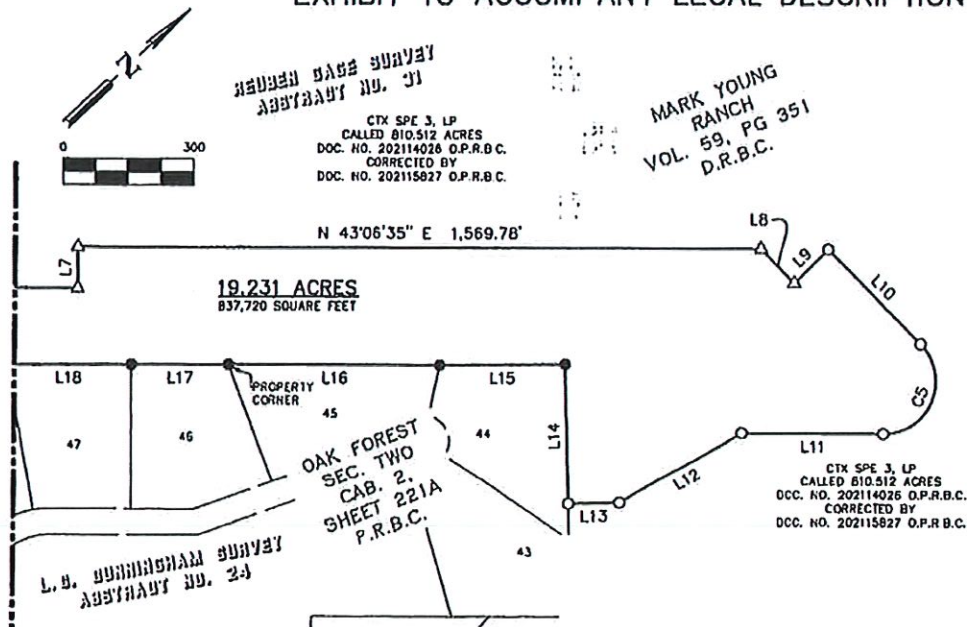 EXHIBIT TO ACCOMPANY LEGAL DESCRIPTION
N
0 300
REUBEN GAGE SURVEY
ABSTRACT NO. 31
CTX SPE 3, LP
CALLED 810.512 ACRES
DOC. NO. 202114026 O.P.R.B.C.
CORRECTED BY
DOC. NO. 202115827 O.P.R.B.C.
MARK YOUNG
RANCH
VOL. 59, PG 351
D.R.B.C.
L8
N 43°06'35" E 1,569.78'
L7
L9
L10
19.231 ACRES
837,720 SQUARE FEET
L18
L17
L16
L15
PROPERTY
CORNER
C5
47
46
45
44
L14
L11
L12
L13
OAK FOREST
SEC. TWO
CAB. 2,
SHEET 221A
P.R.B.C.
CTX SPE 3, LP
CALLED 810.512 ACRES
DOC. NO. 202114026 O.P.R.B.C.
CORRECTED BY
DOC. NO. 202115827 O.P.R.B.C.
43
L.G. CUNNINGHAM SURVEY
ABSTRACT NO. 24